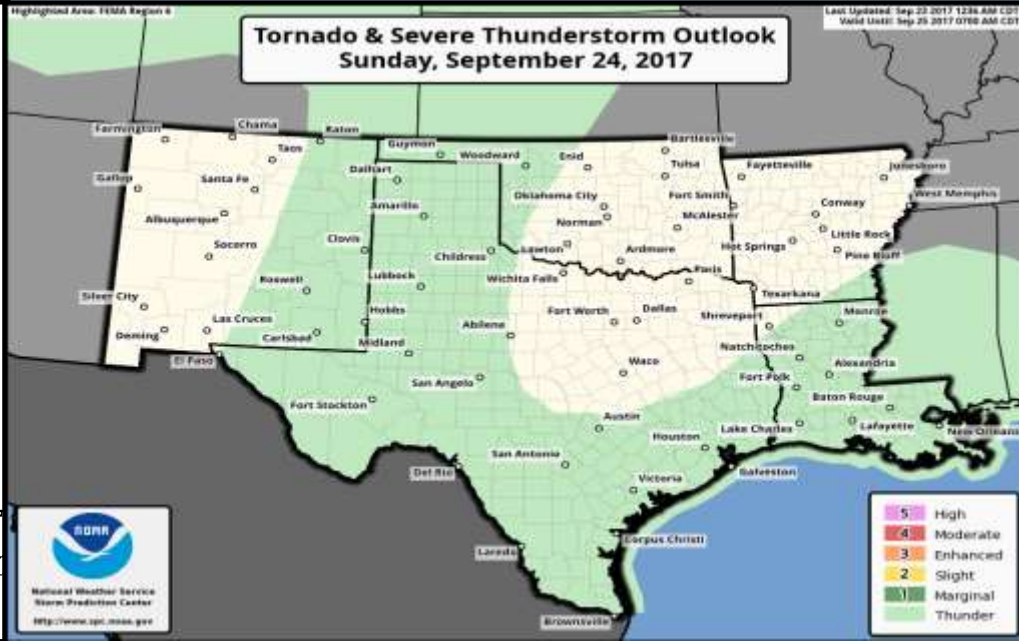 Highlighted Area: FEMA Region 6
Last Updated: Sep 23 2017 1236 AM CDT
Valid Until: Sep 25 2017 0700 AM CDT
Tornado & Severe Thunderstorm Outlook
Sunday, September 24, 2017
Farmington
Chama
Raton
Guymon
Bartlesville
Taos
Woodward
Enid
Tulsa
Fayetteville
Jonesboro
Gallup
Santa Fe
Dalhart
Oklahoma City
Fort Smith
West Memphis
Albuquerque
Amarillo
Norman
McAlester
Conway
Socorro
Clovis
Childress
Lawton
Ardmore
Hot Springs
Little Rock
Pine Bluff
Roswell
Lubbock
Wichita Falls
Paris
Texarkana
Silver City
Las Cruces
Hobbs
Fort Worth
Dallas
Shreveport
Monroe
Deming
Carlsbad
Midland
Abilene
Natchitoches
El Paso
San Angelo
Waco
Fort Polk
Alexandria
Fort Stockton
Austin
Baton Rouge
Houston
Lake Charles
Lafayette
New Orleans
Del Rio
San Antonio
Galveston
Victoria
Laredo
Corpus Christi
Brownsville
NOAA
National Weather Service
Storm Prediction Center
http://www.spc.noaa.gov
5 High
4 Moderate
3 Enhanced
2 Slight
1 Marginal
Thunder